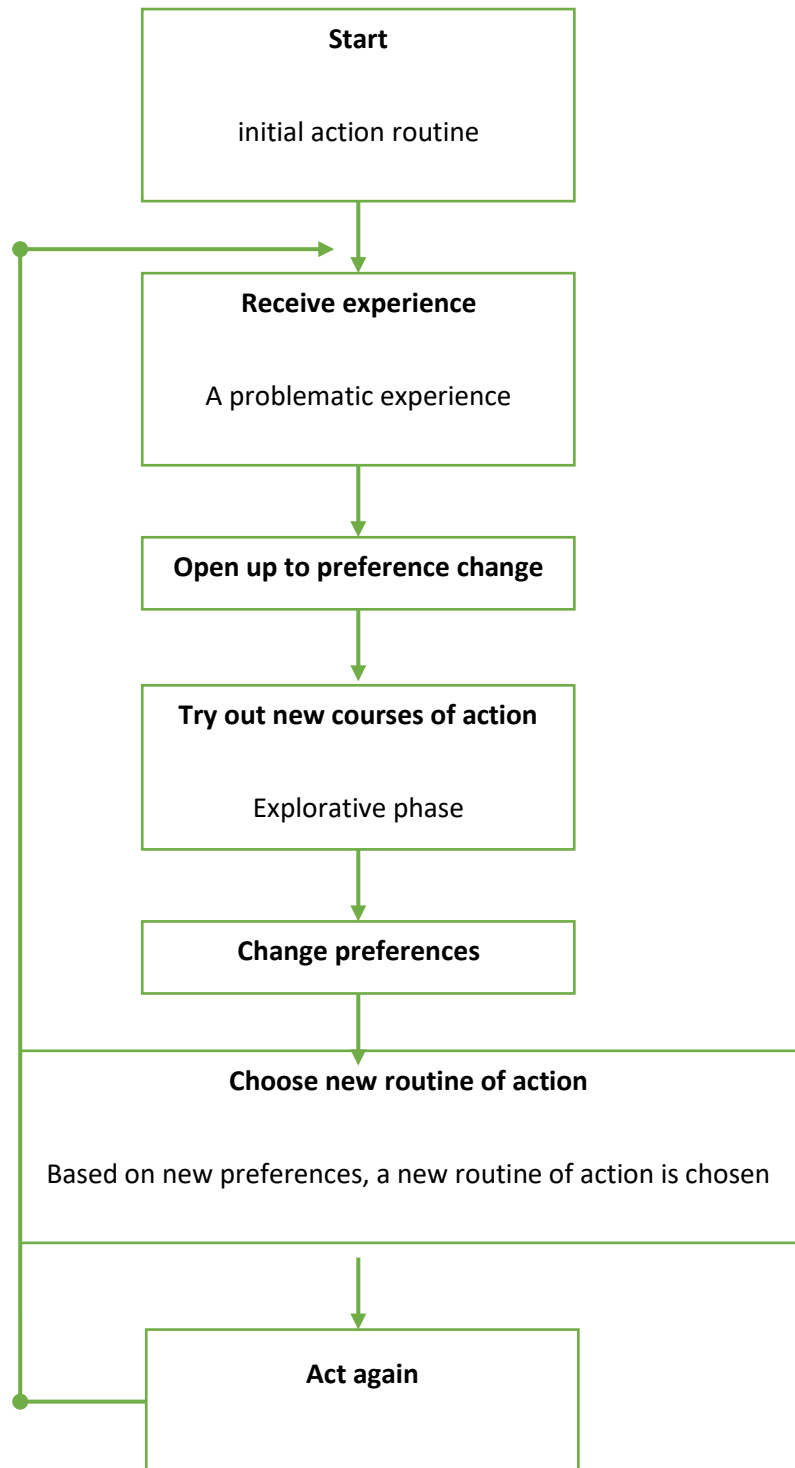 Start
initial action routine
Receive experience
A problematic experience
Open up to preference change
Try out new courses of action
Explorative phase
Change preferences
Choose new routine of action
Based on new preferences, a new routine of action is chosen
Act again